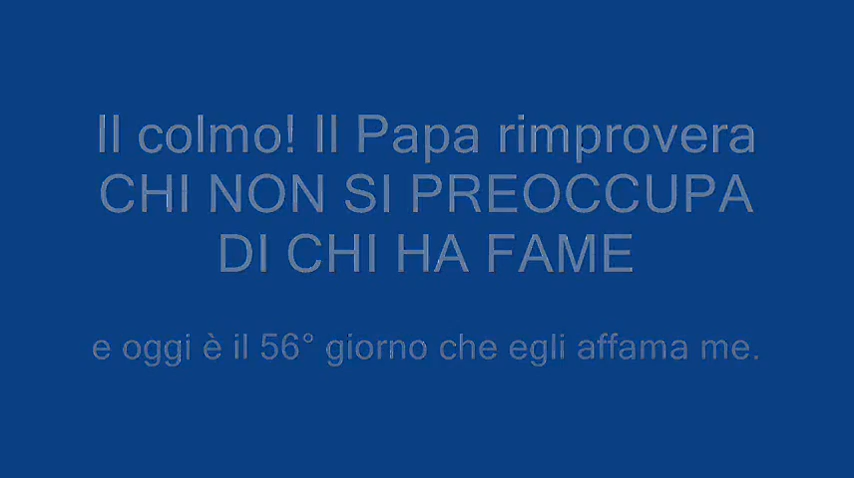 Il colmo! Il Papa rimprovera
CHI NON SI PREOCCUPA
DI CHI HA FAME
e oggi è il 56° giorno che egli affama me.